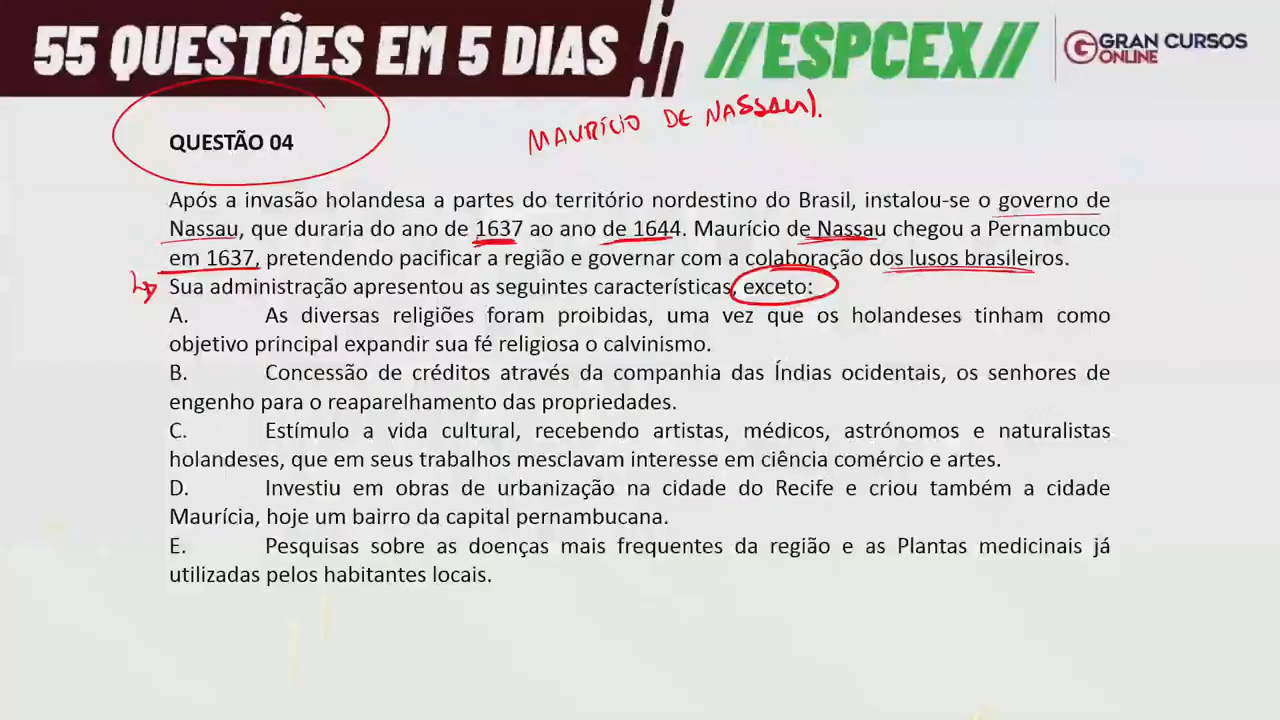 55 QUESTÕES EM 5 DIAS
//ESPCEX//
GRAN CURSOS
ONLINE
MAURÍCIO DE NASSAU).
QUESTÃO 04
Após a invasão holandesa a partes do território nordestino do Brasil, instalou-se o governo de
Nassau, que duraria do ano de 1637 ao ano de 1644. Maurício de Nassau chegou a Pernambuco
em 1637, pretendendo pacificar a região e governar com a colaboração dos lusos brasileiros.
Sua administração apresentou as seguintes características, exceto:
A. As diversas religiões foram proibidas, uma vez que os holandeses tinham como
objetivo principal expandir sua fé religiosa o calvinismo.
B. Concessão de créditos através da companhia das Índias ocidentais, os senhores de
engenho para o reaparelhamento das propriedades.
C. Estímulo a vida cultural, recebendo artistas, médicos, astrónomos e naturalistas
holandeses, que em seus trabalhos mesclavam interesse em ciência comércio e artes.
D. Investiu em obras de urbanização na cidade do Recife e criou também a cidade
Maurícia, hoje um bairro da capital pernambucana.
E. Pesquisas sobre as doenças mais frequentes da região e as Plantas medicinais já
utilizadas pelos habitantes locais.